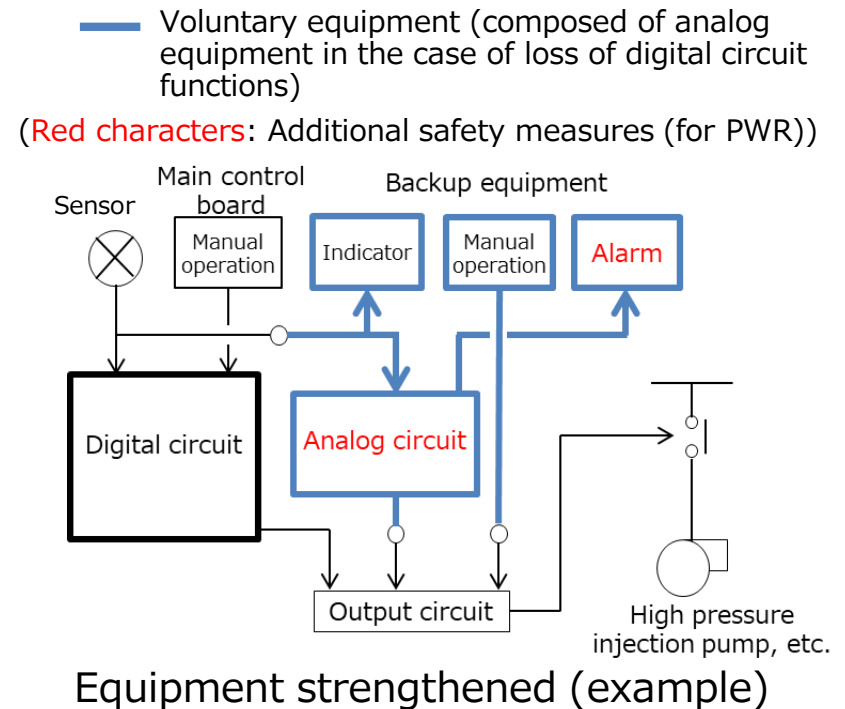 Voluntary equipment (composed of analog
equipment in the case of loss of digital circuit
functions)
(Red characters: Additional safety measures (for PWR))
Sensor
Main control
board
Backup equipment
Manual
operation
Indicator
Manual
operation
Alarm
Digital circuit
Analog circuit
Output circuit
High pressure
injection pump, etc.
Equipment strengthened (example)